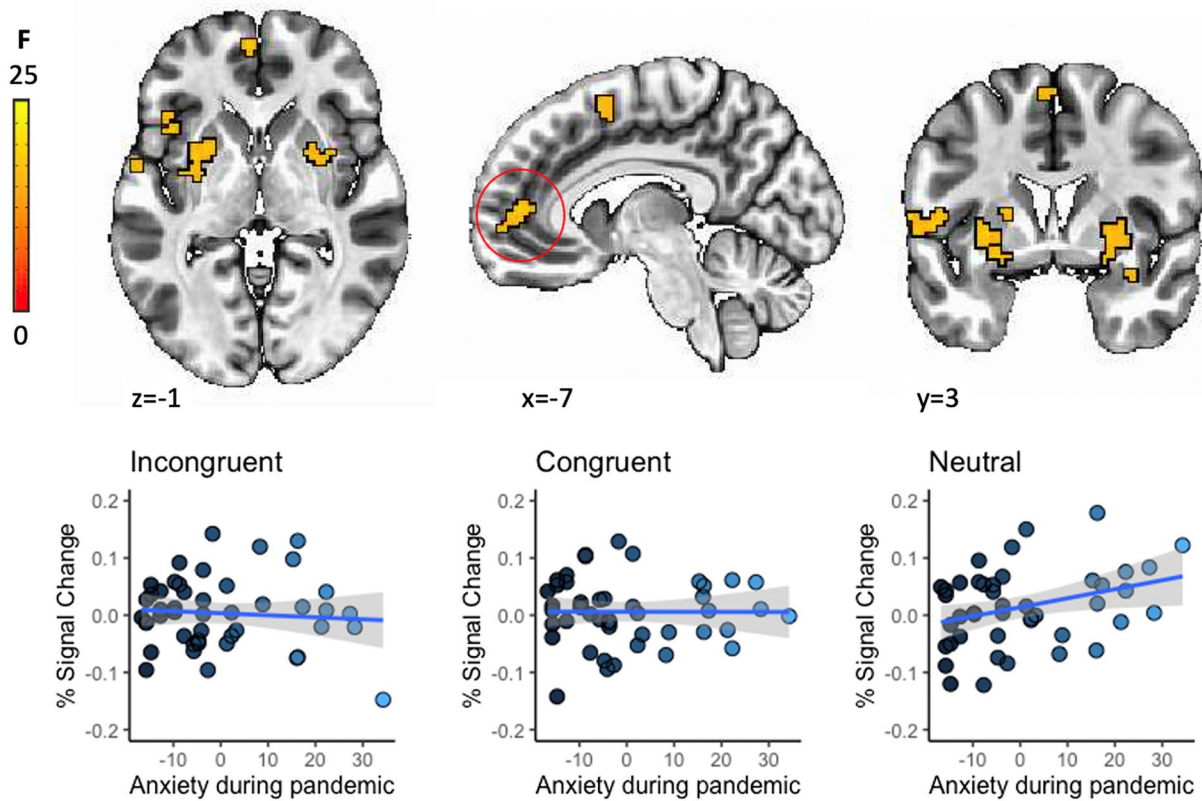 F
25
0
z=-1
x=-7
y=3
Incongruent
Congruent
Neutral
% Signal Change
0.2
0.1
0.0
-0.1
-0.2
-10 0 10 20 30
Anxiety during pandemic
% Signal Change
0.2
0.1
0.0
-0.1
-0.2
-10 0 10 20 30
Anxiety during pandemic
% Signal Change
0.2
0.1
0.0
-0.1
-0.2
-10 0 10 20 30
Anxiety during pandemic